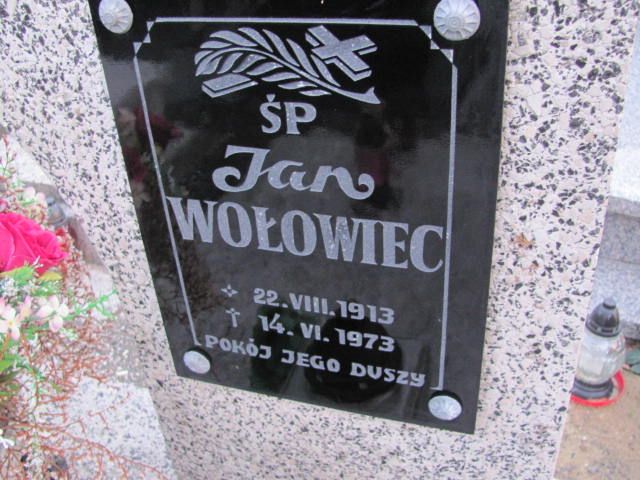 ŚP
Jan
WOŁOWIEC
22.VIII.1913
† 14.VI.1973
POKÓJ JEGO DUSZY